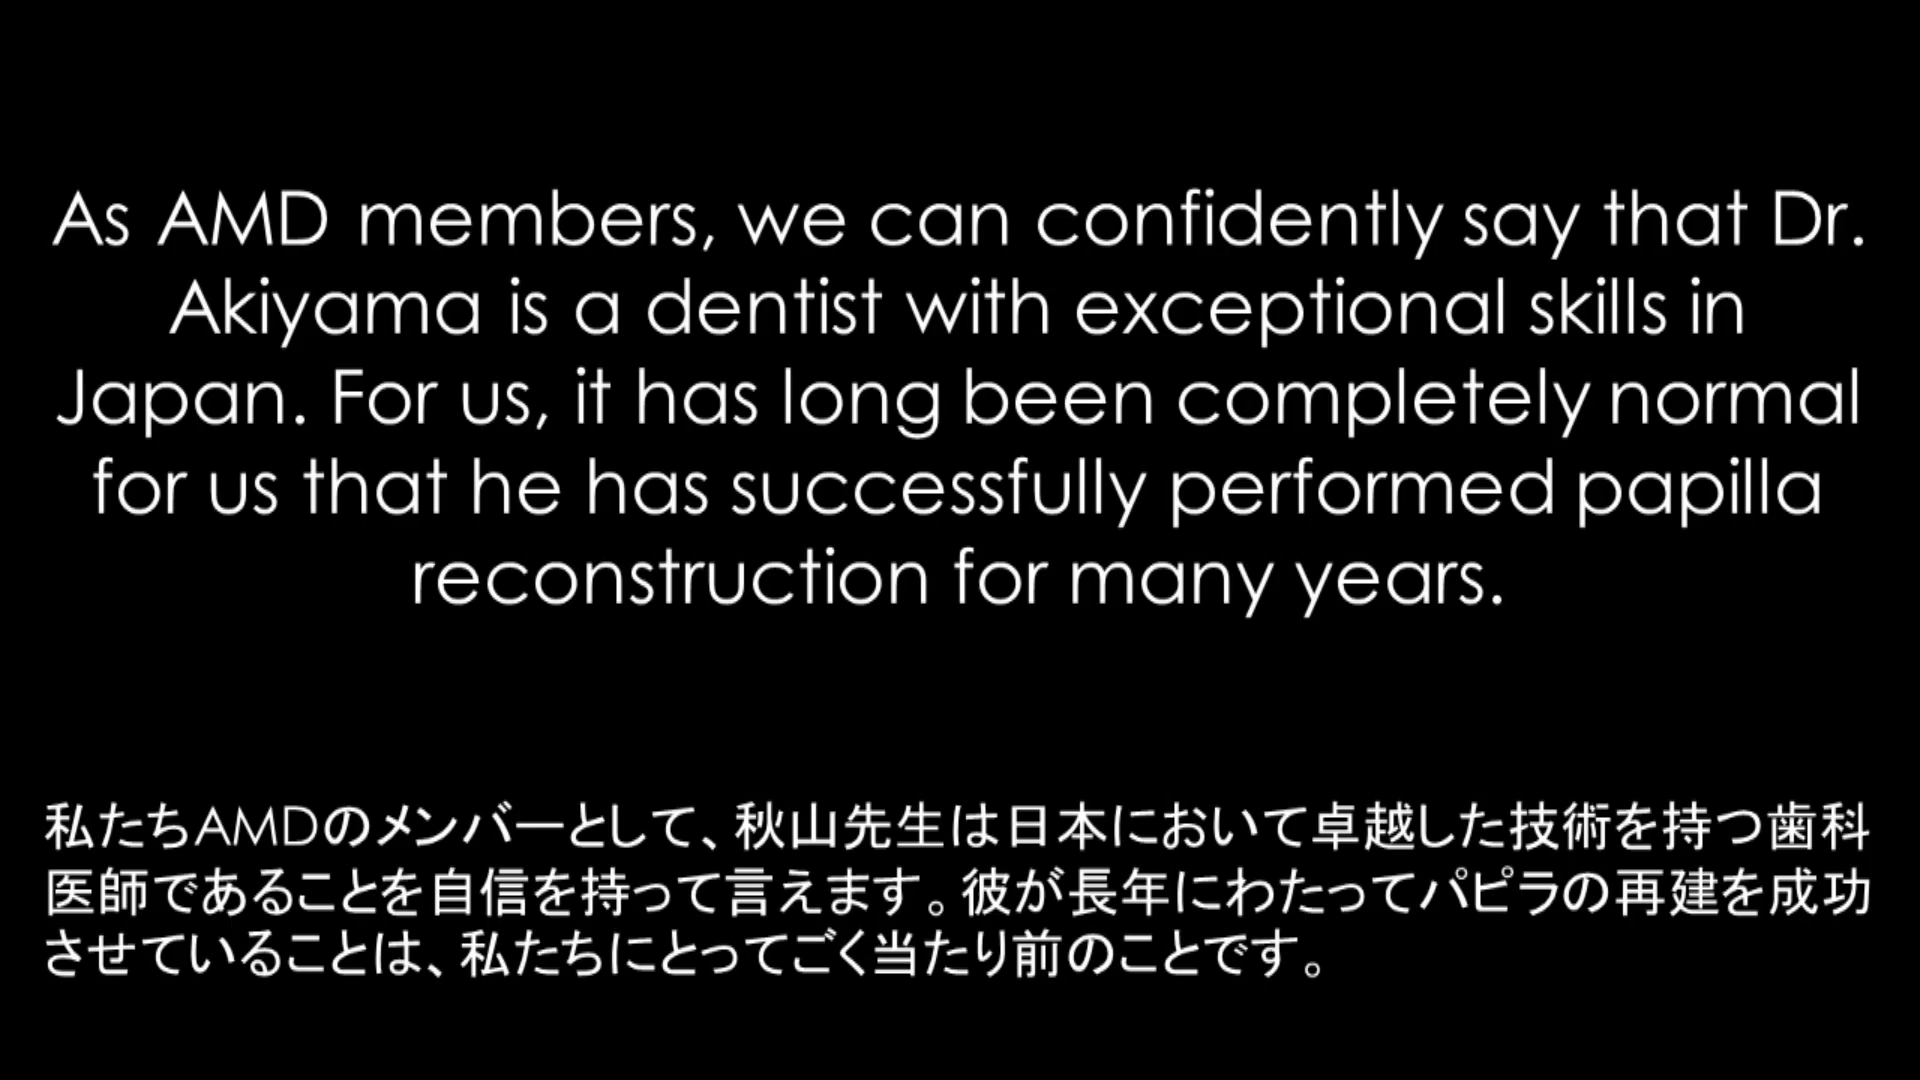 As AMD members, we can confidently say that Dr.
Akiyama is a dentist with exceptional skills in
Japan. For us, it has long been completely normal
for us that he has successfully performed papilla
reconstruction for many years.
私たちAMDのメンバーとして、秋山先生は日本において卓越した技術を持つ歯科
医師であることを自信を持って言えます。彼が長年にわたってパピラの再建を成功
させていることは、私たちにとってごく当たり前のことです。